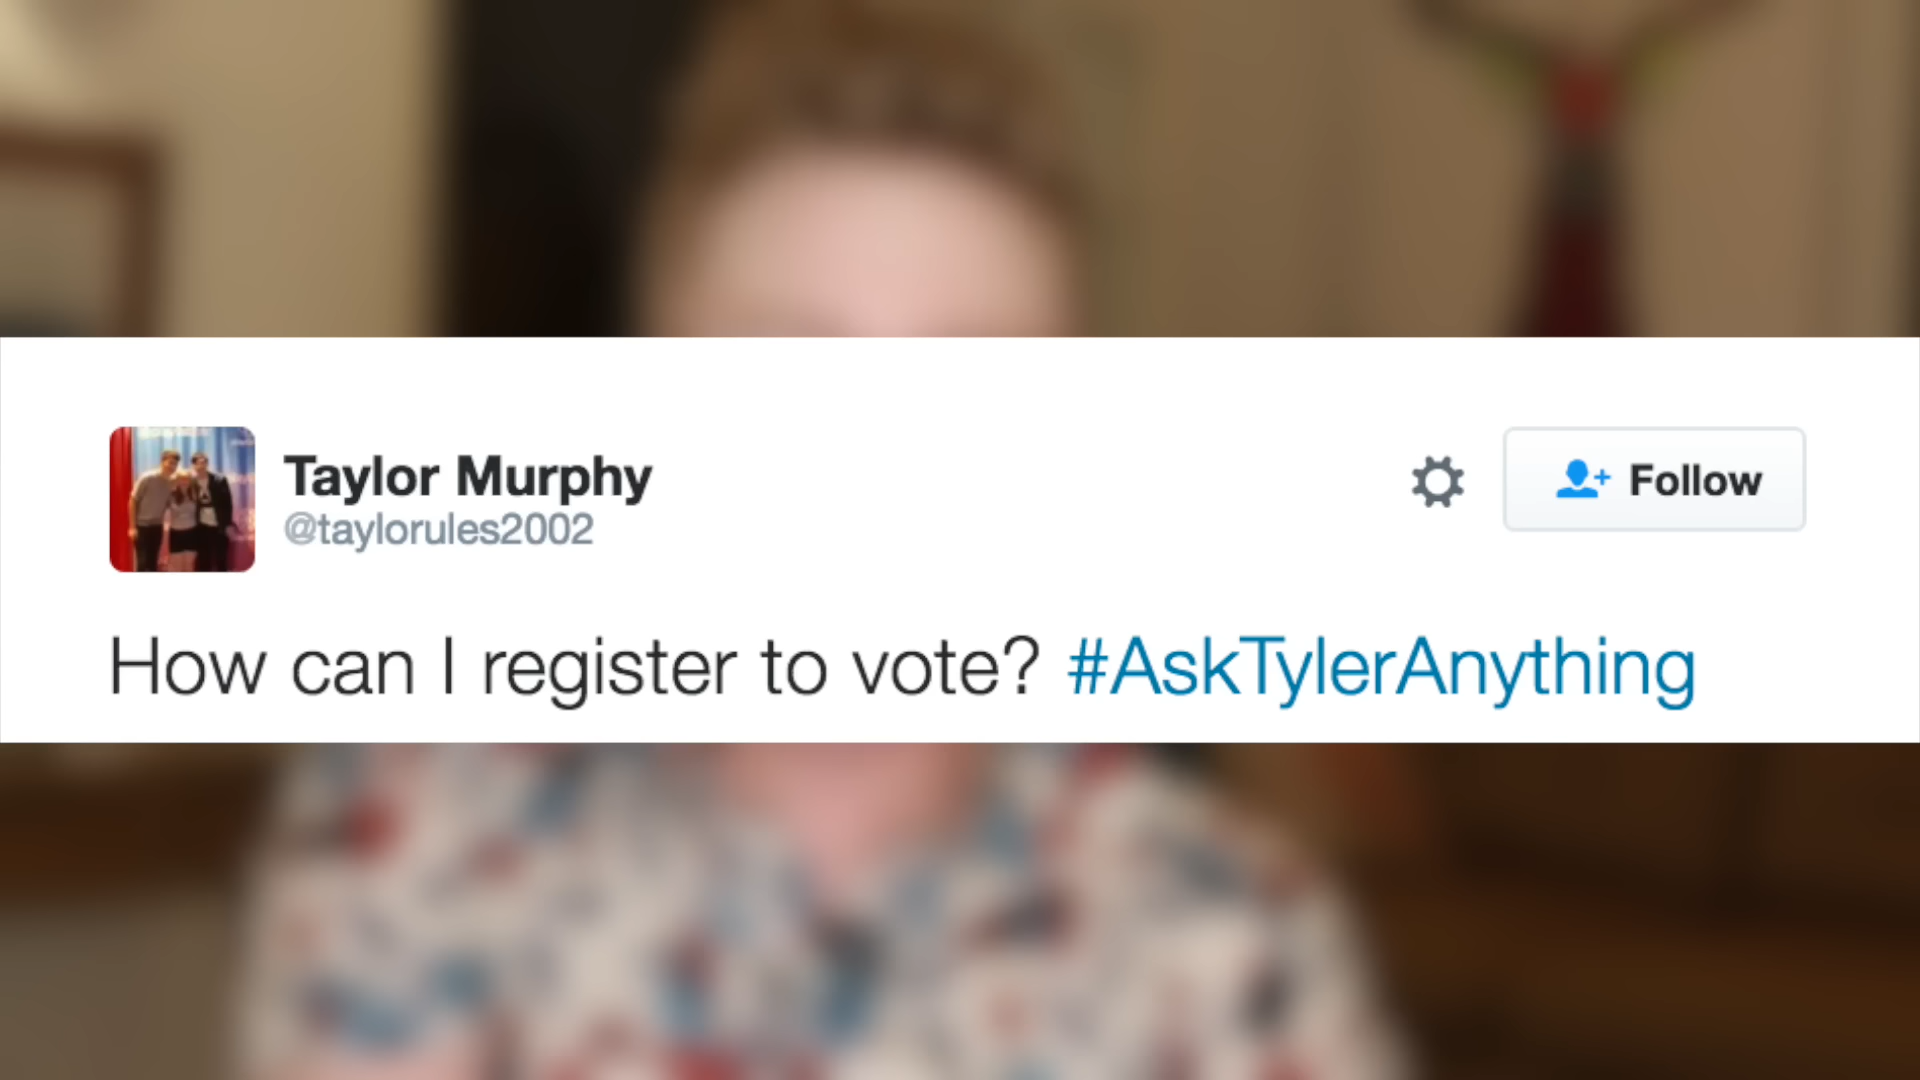 Taylor Murphy
@taylorules2002
Follow
How can I register to vote? #AskTylerAnything